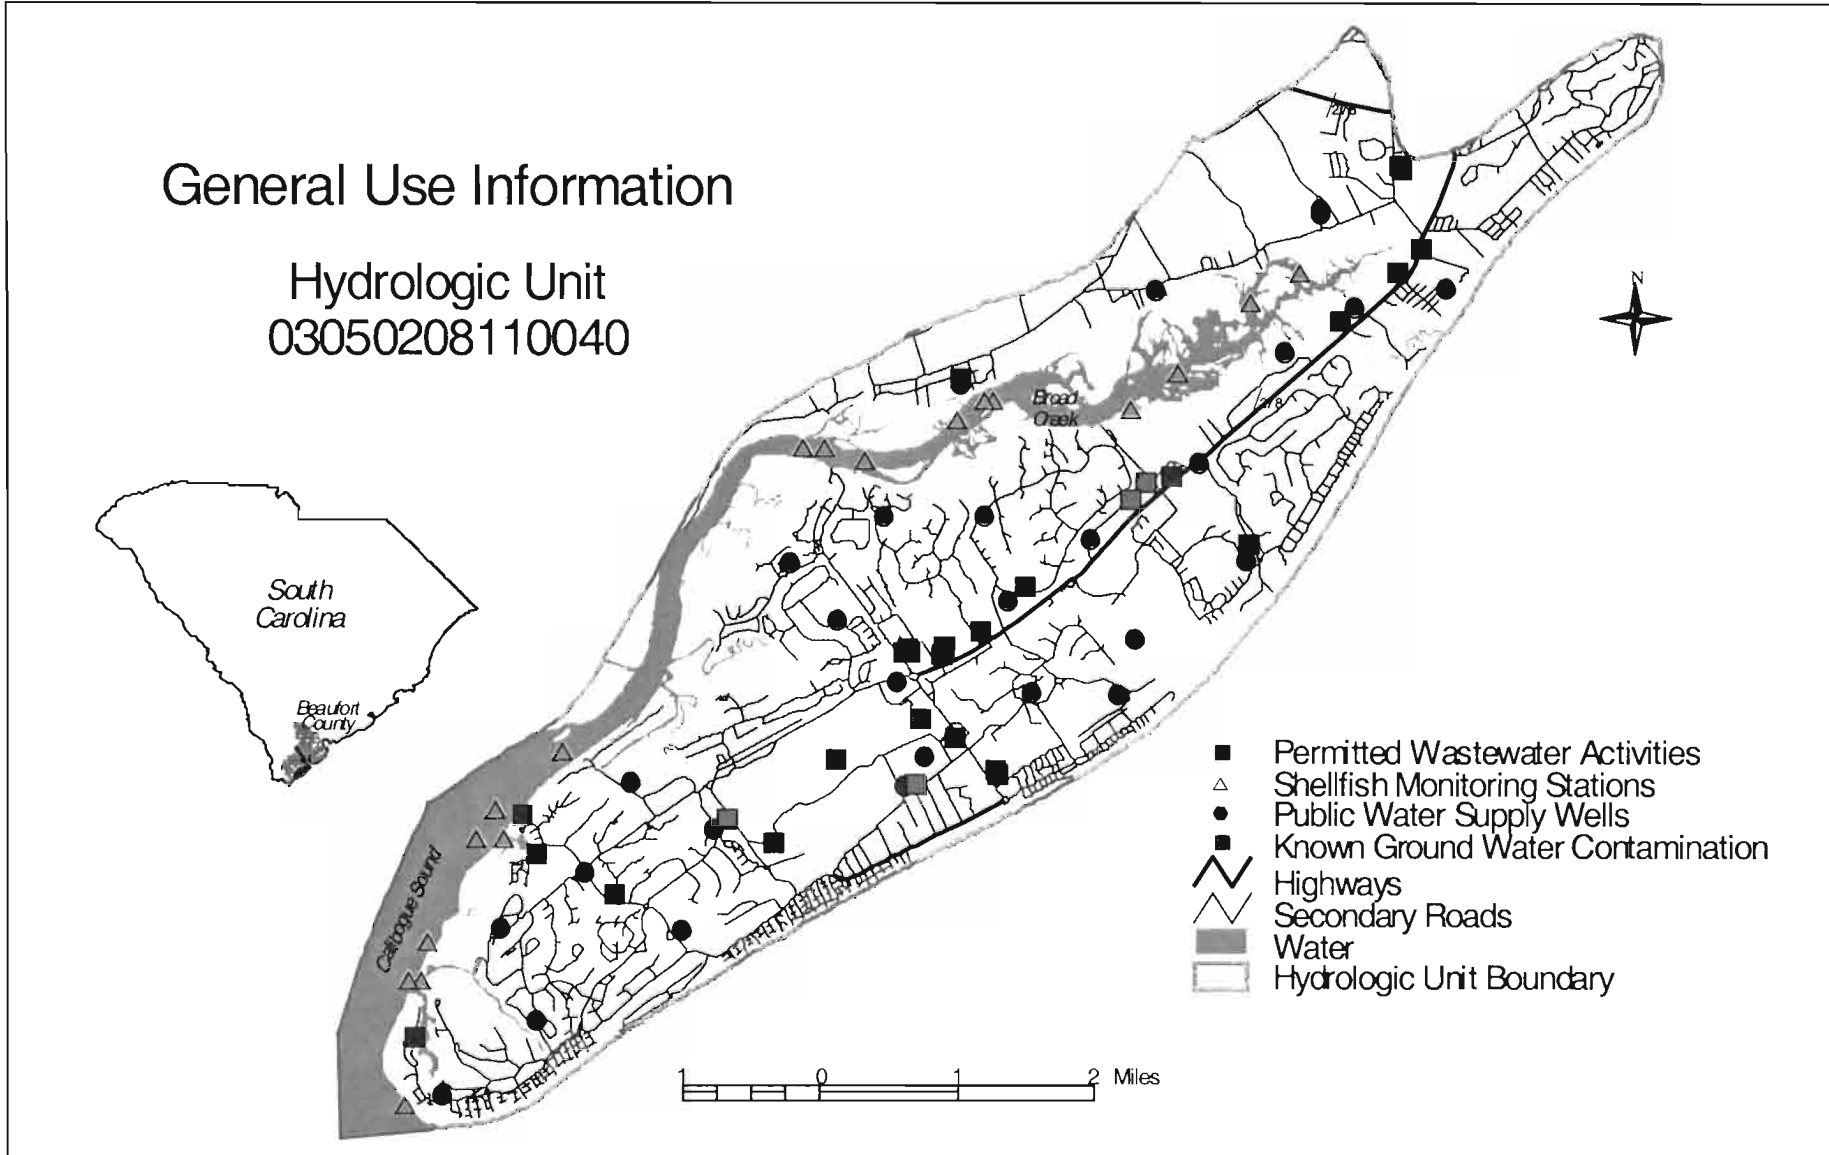 General Use Information
Hydrologic Unit
03050208110040
278
N
Broad
Creek
278
South
Carolina
Beaufort
County
Calibogue Sound
Permitted Wastewater Activities
Shellfish Monitoring Stations
Public Water Supply Wells
Known Ground Water Contamination
Highways
Secondary Roads
Water
Hydrologic Unit Boundary
1 0 1 2 Miles